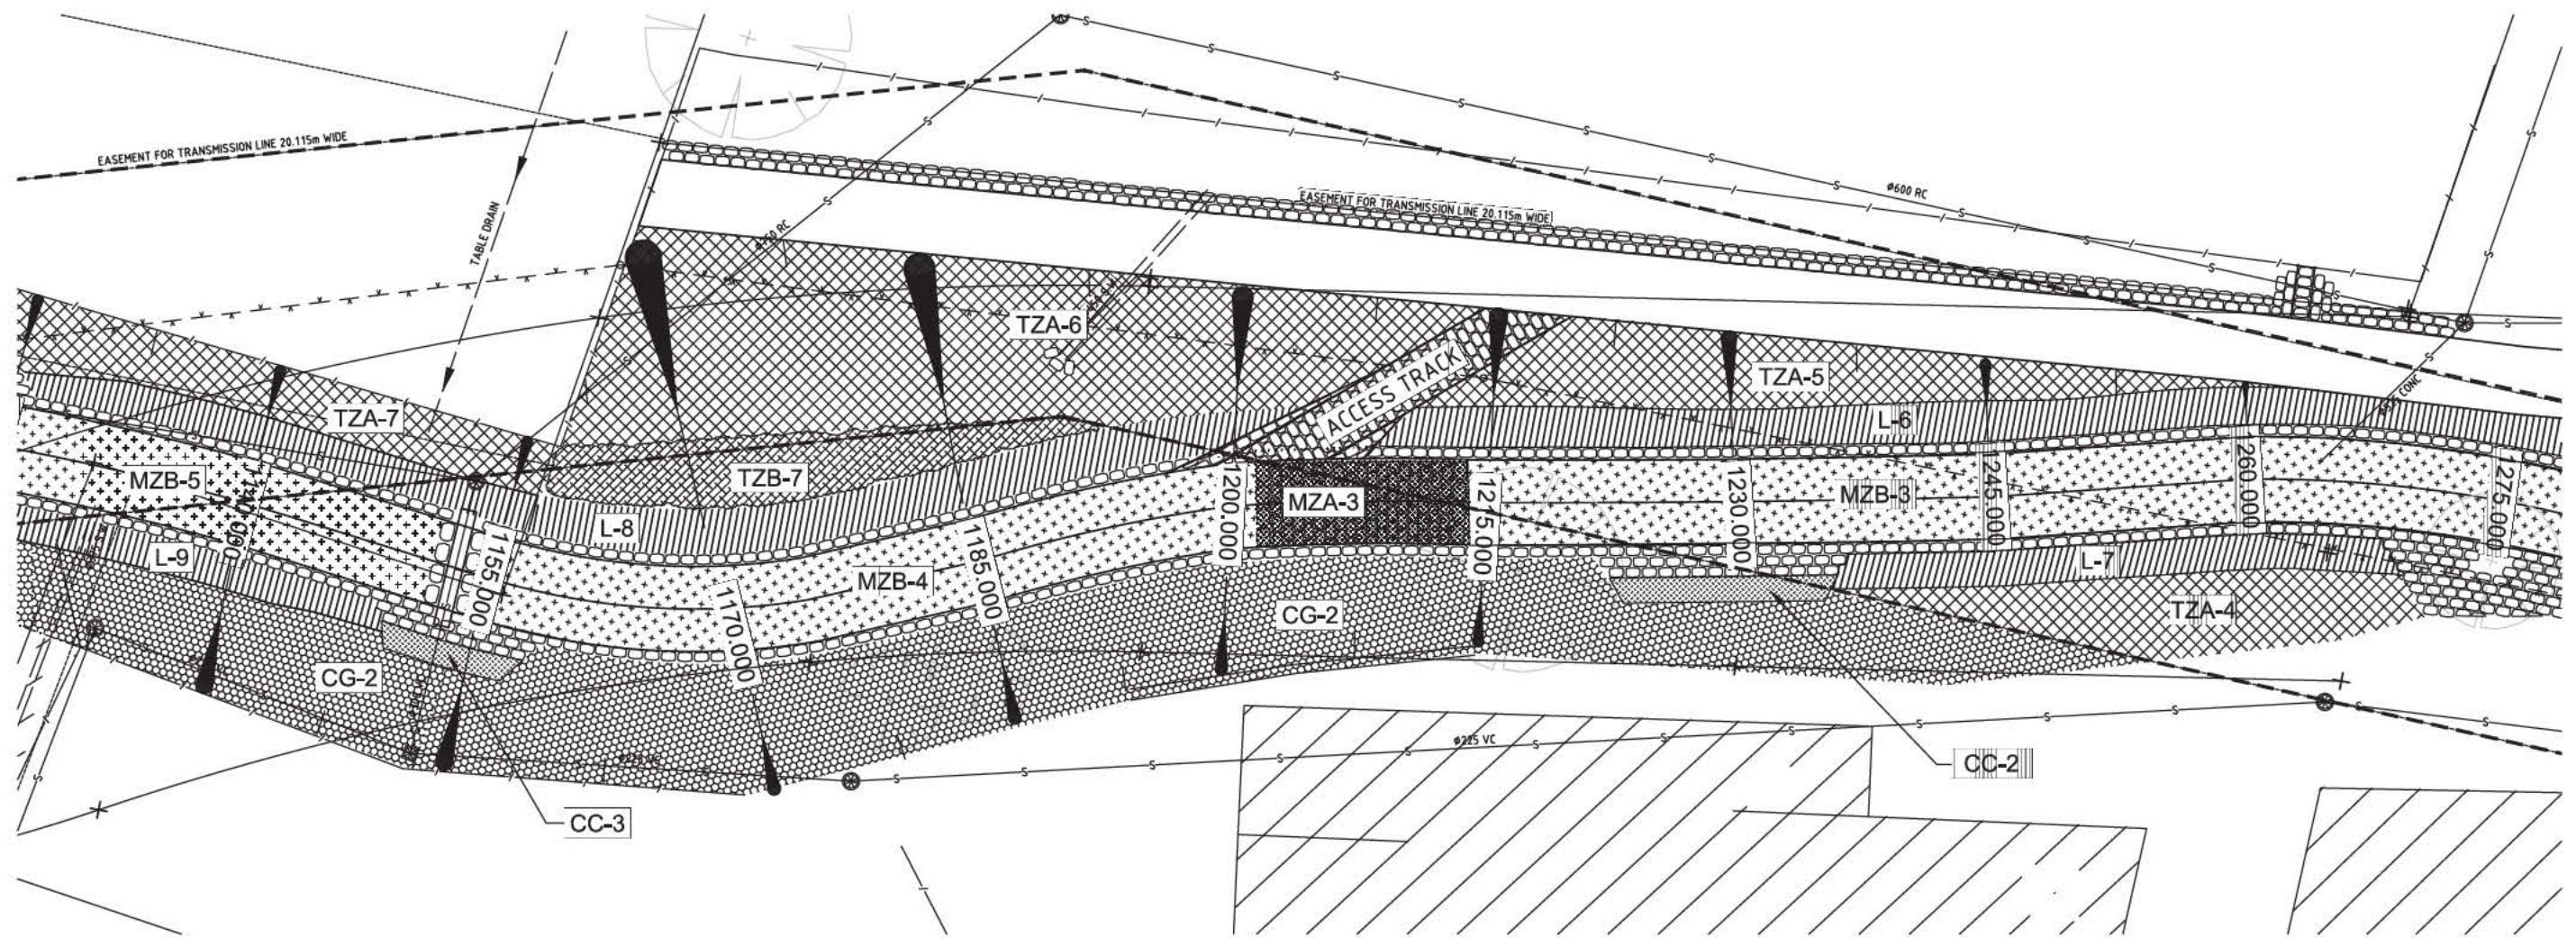 EASEMENT FOR TRANSMISSION LINE 20.115m WIDE
TABLE DRAIN
EASEMENT FOR TRANSMISSION LINE 20.115m WIDE
ø600 RC
TZA-6
TZA-5
TZA-7
ACCESS TRACK
L-6
MZB-5
TZB-7
MZA-3
MZB-3
L-8
L-9
MZB-4
L-7
1155.000
1170.000
1185.000
1200.000
1215.000
1230.000
1245.000
1260.000
1275.000
CG-2
CG-2
TZA-4
ø225 VC
ø225 VC
CC-3
CC-2
S